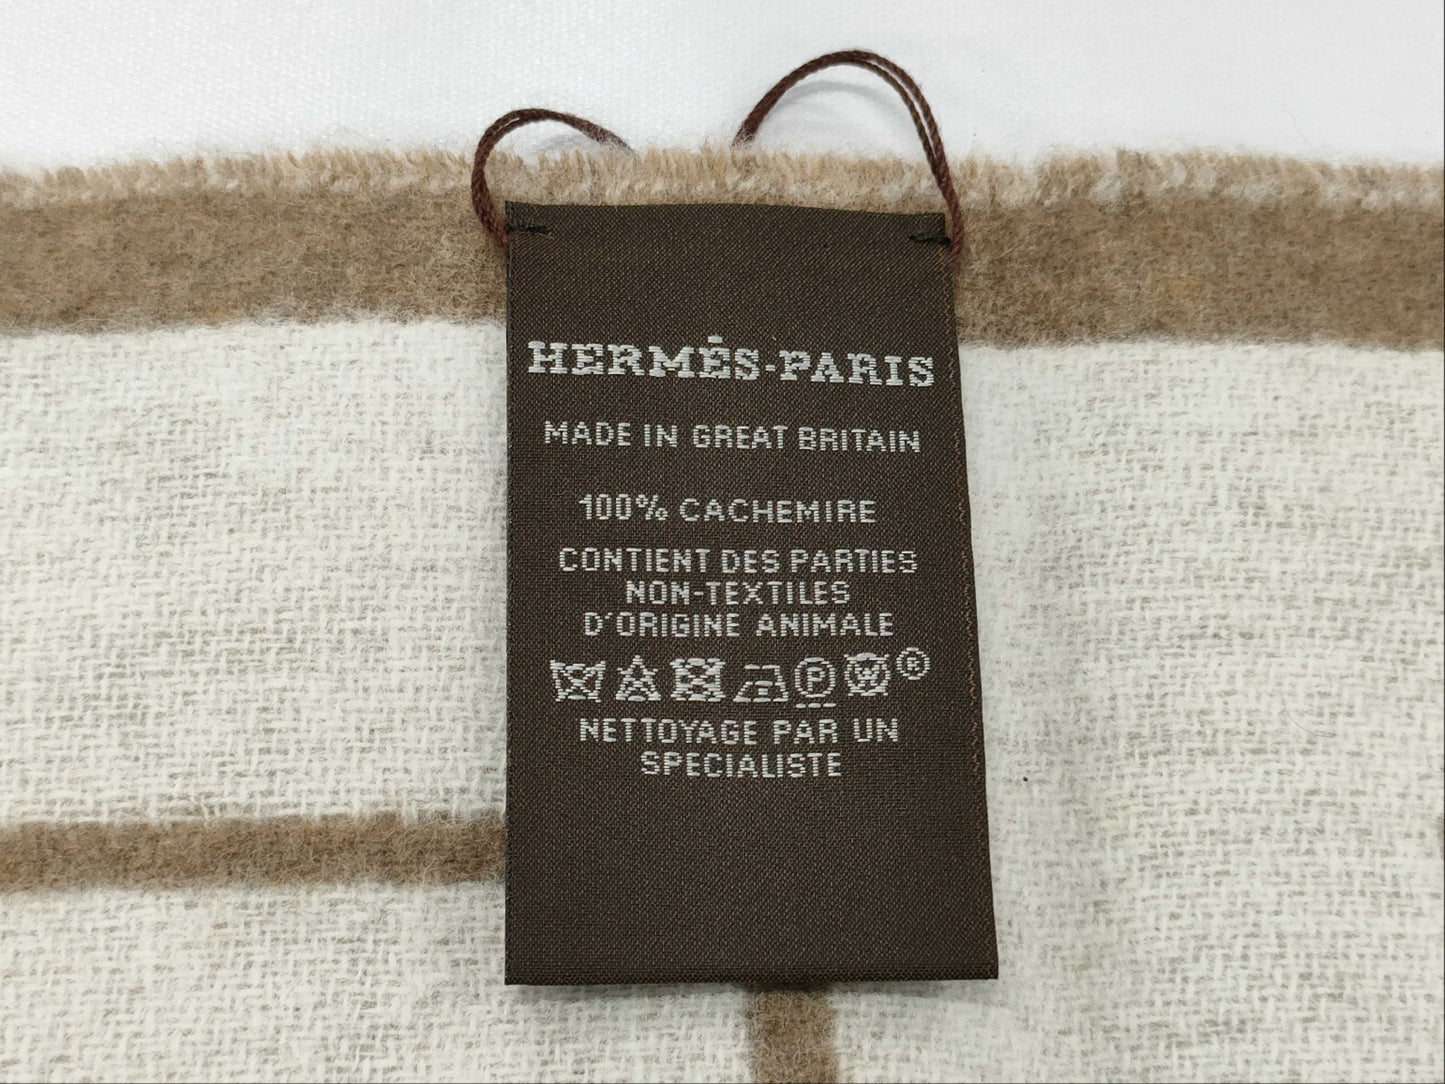 HERMÈS-PARIS
MADE IN GREAT BRITAIN
100% CACHEMIRE
CONTIENT DES PARTIES
NON-TEXTILES
D'ORIGINE ANIMALE
P W ®
NETTOYAGE PAR UN
SPECIALISTE